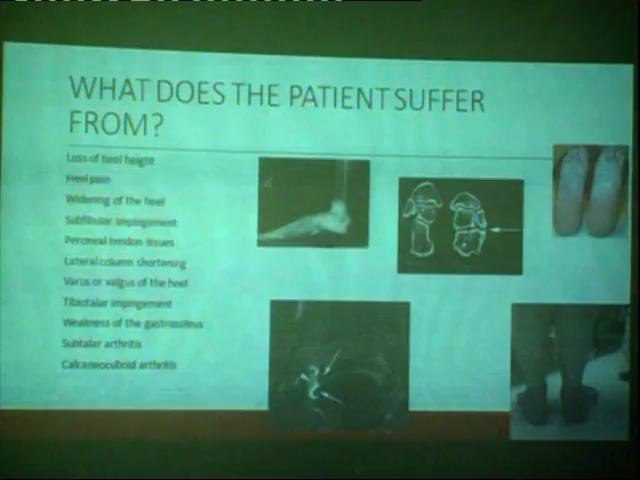 WHAT DOES THE PATIENT SUFFER
FROM?
Loss of heel height
Heel pain
Widening of the heel
Subfibular impingement
Peroneal tendon issues
Lateral column shortening
Varus or valgus of the heel
Tibiotalar impingement
Weakness of the gastrosoleus
Subtalar arthritis
Calcaneocuboid arthritis